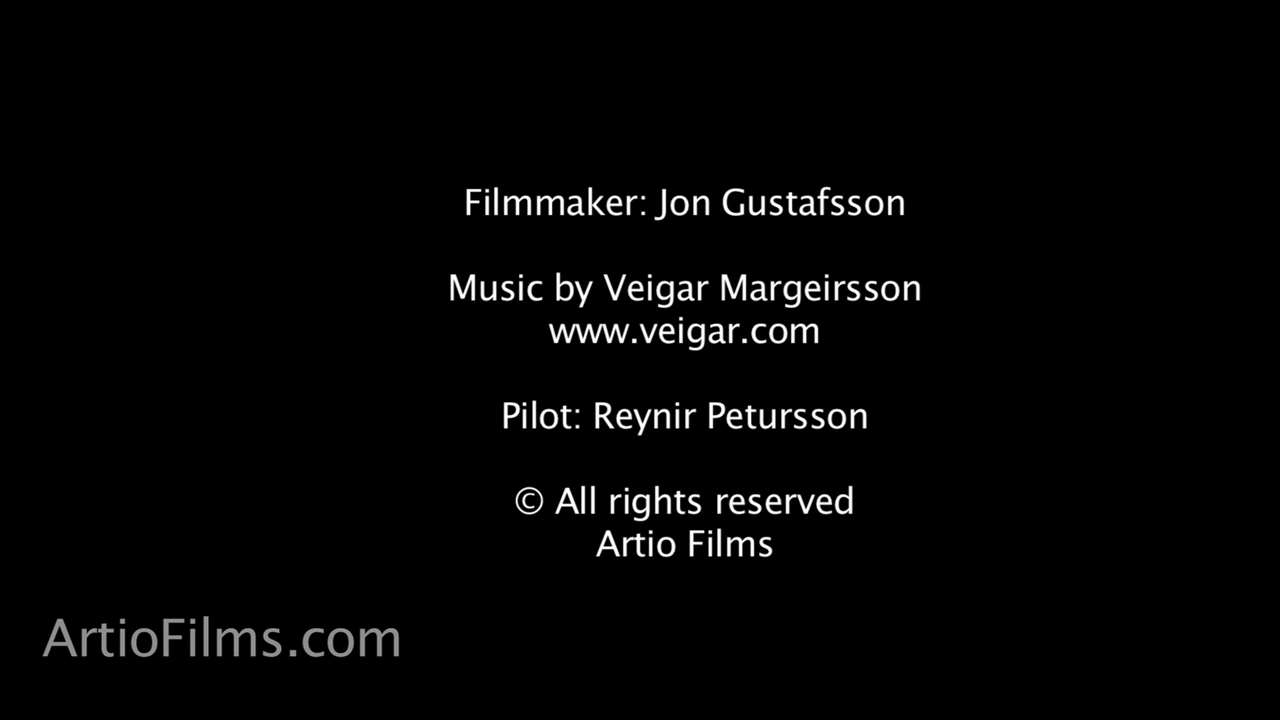 Filmmaker: Jon Gustafsson
Music by Veigar Margeirsson
www.veigar.com
Pilot: Reynir Petursson
© All rights reserved
Artio Films
ArtioFilms.com